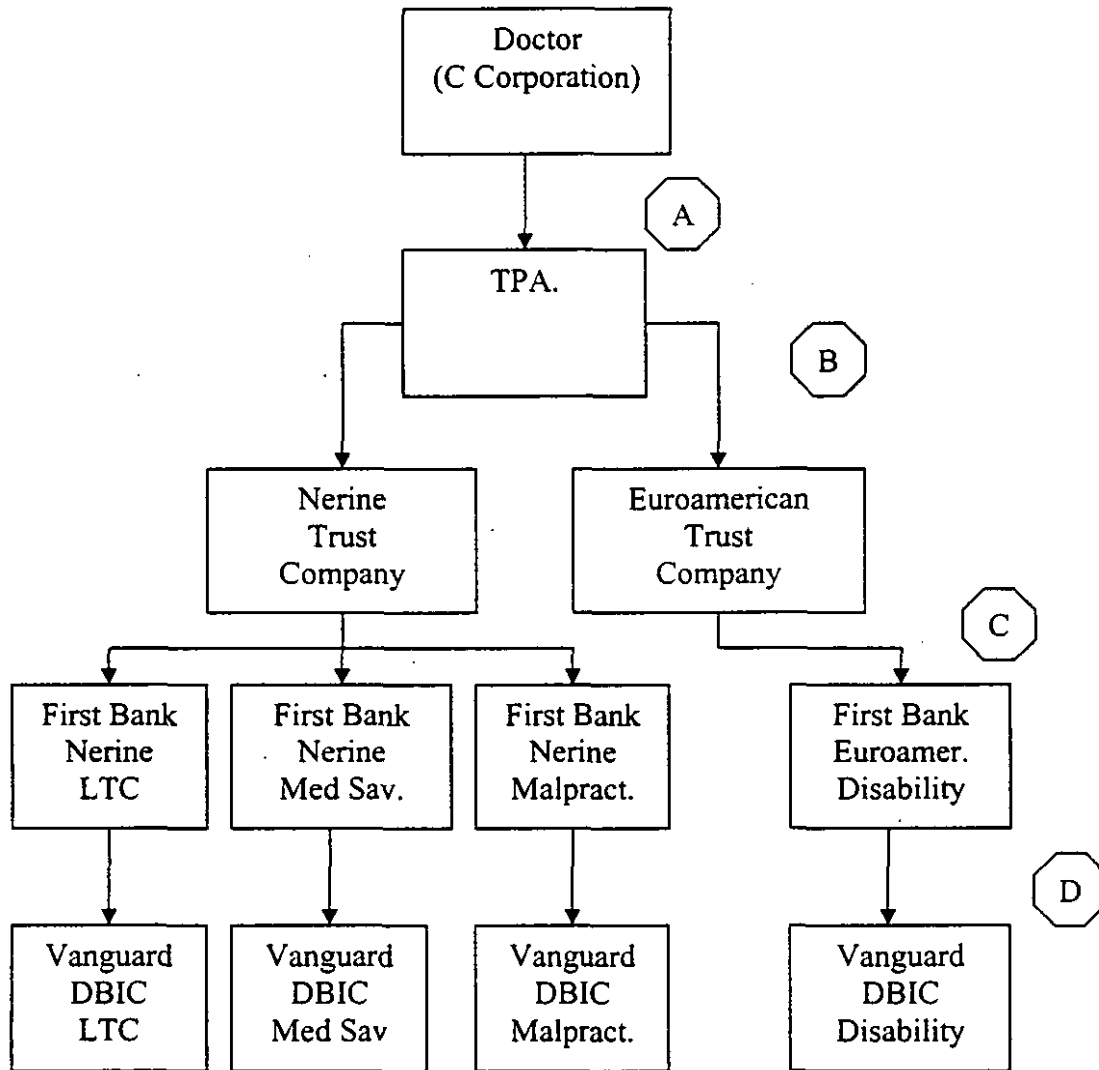 Doctor
(C Corporation)
A
TPA.
B
Nerine
Trust
Company
Euroamerican
Trust
Company
C
First Bank
Nerine
LTC
First Bank
Nerine
Med Sav.
First Bank
Nerine
Malpract.
First Bank
Euroamer.
Disability
D
Vanguard
DBIC
LTC
Vanguard
DBIC
Med Sav
Vanguard
DBIC
Malpract.
Vanguard
DBIC
Disability